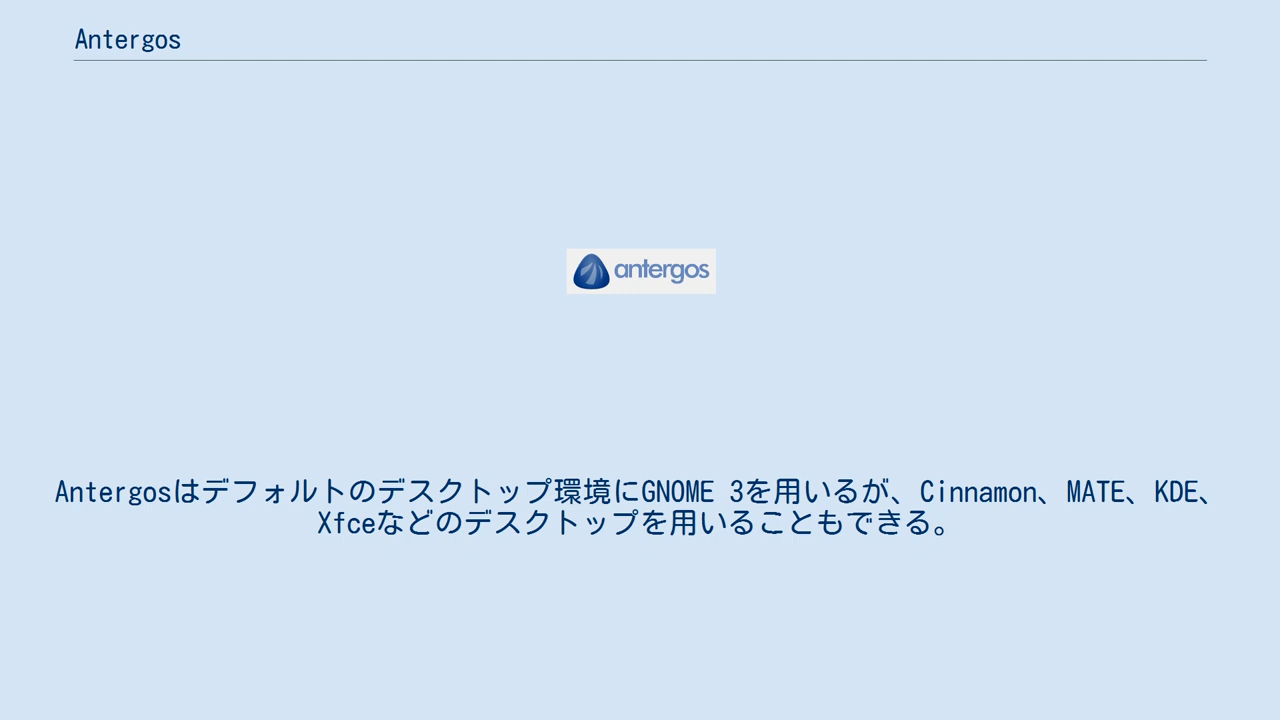 Antergos
antergos
Antergosはデフォルトのデスクトップ環境にGNOME 3を用いるが、Cinnamon、MATE、KDE、
Xfceなどのデスクトップを用いることもできる。